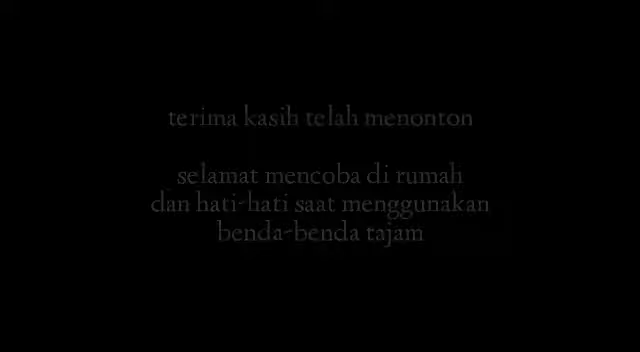 terima kasih telah menonton
selamat mencoba di rumah
dan hati-hati saat menggunakan
benda-benda tajam